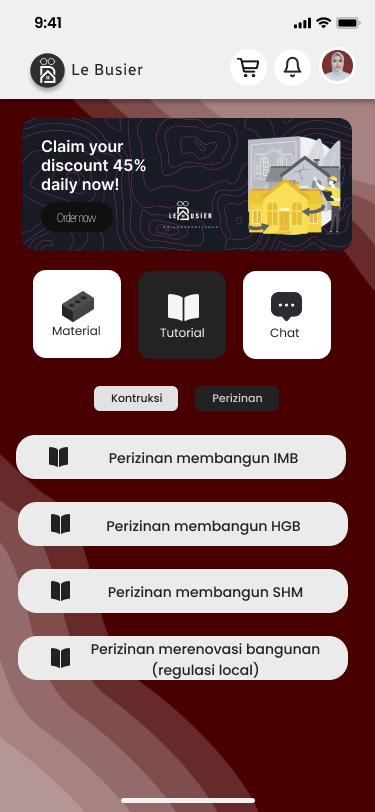 9:41
Le Busier
Claim your
discount 45%
daily now!
Order now
LE BUSIER
Material
Tutorial
Chat
Kontruksi
Perizinan
Perizinan membangun IMB
Perizinan membangun HGB
Perizinan membangun SHM
Perizinan merenovasi bangunan
(regulasi local)